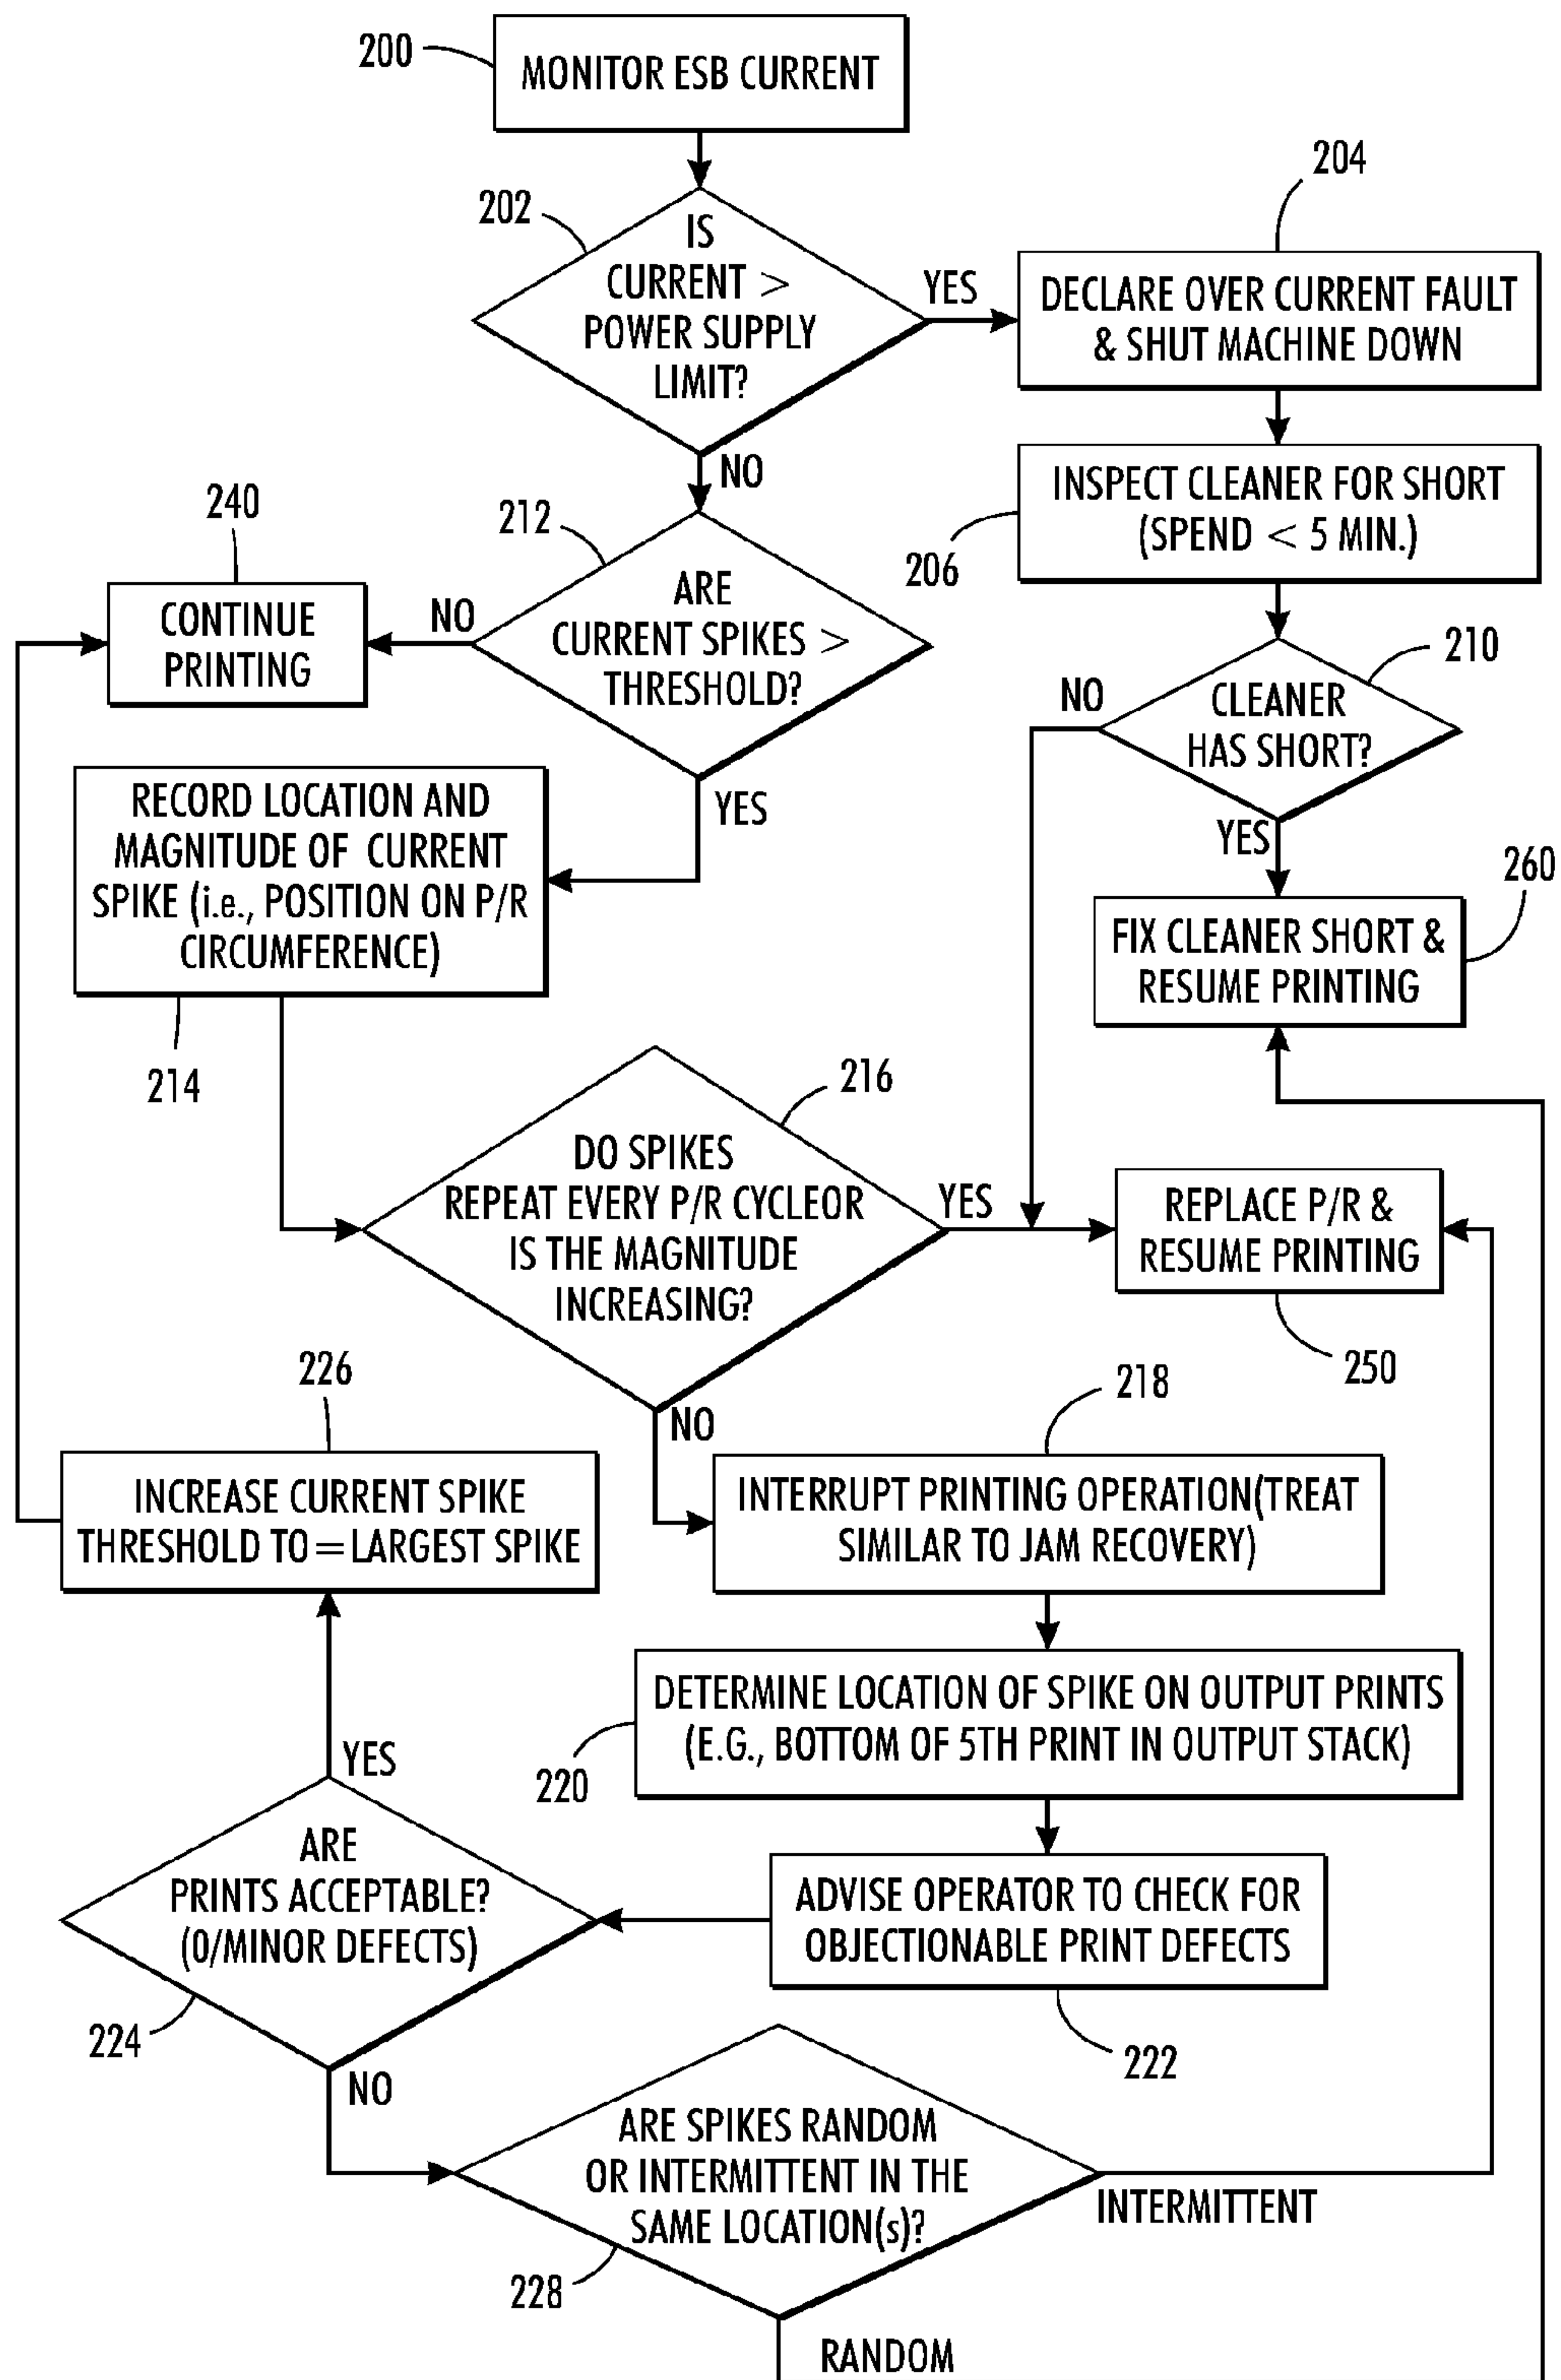 200
MONITOR ESB CURRENT
202
IS
CURRENT >
POWER SUPPLY
LIMIT?
YES
204
DECLARE OVER CURRENT FAULT
& SHUT MACHINE DOWN
NO
INSPECT CLEANER FOR SHORT
(SPEND < 5 MIN.)
206
240
CONTINUE
PRINTING
NO
212
ARE
CURRENT SPIKES >
THRESHOLD?
YES
210
NO
CLEANER
HAS SHORT?
YES
RECORD LOCATION AND
MAGNITUDE OF CURRENT
SPIKE (i.e., POSITION ON P/R
CIRCUMFERENCE)
214
260
FIX CLEANER SHORT &
RESUME PRINTING
216
DO SPIKES
REPEAT EVERY P/R CYCLEOR
IS THE MAGNITUDE
INCREASING?
YES
REPLACE P/R &
RESUME PRINTING
250
NO
226
INCREASE CURRENT SPIKE
THRESHOLD TO = LARGEST SPIKE
218
INTERRUPT PRINTING OPERATION(TREAT
SIMILAR TO JAM RECOVERY)
DETERMINE LOCATION OF SPIKE ON OUTPUT PRINTS
(E.G., BOTTOM OF 5TH PRINT IN OUTPUT STACK)
220
YES
ARE
PRINTS ACCEPTABLE?
(0/MINOR DEFECTS)
224
ADVISE OPERATOR TO CHECK FOR
OBJECTIONABLE PRINT DEFECTS
222
NO
ARE SPIKES RANDOM
OR INTERMITTENT IN THE
SAME LOCATION(s)?
228
INTERMITTENT
RANDOM